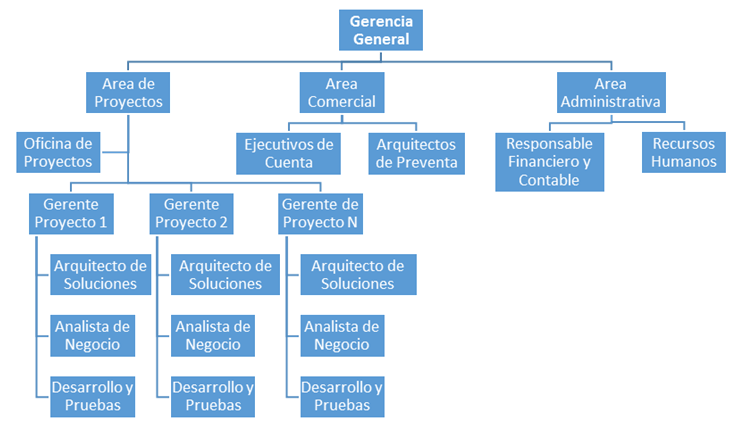 Gerencia
General
Area de
Proyectos
Area
Comercial
Area
Administrativa
Oficina de
Proyectos
Ejecutivos de
Cuenta
Arquitectos
de Preventa
Responsable
Financiero y
Contable
Recursos
Humanos
Gerente
Proyecto 1
Gerente
Proyecto 2
Gerente de
Proyecto N
Arquitecto de
Soluciones
Arquitecto de
Soluciones
Arquitecto de
Soluciones
Analista de
Negocio
Analista de
Negocio
Analista de
Negocio
Desarrollo y
Pruebas
Desarrollo y
Pruebas
Desarrollo y
Pruebas